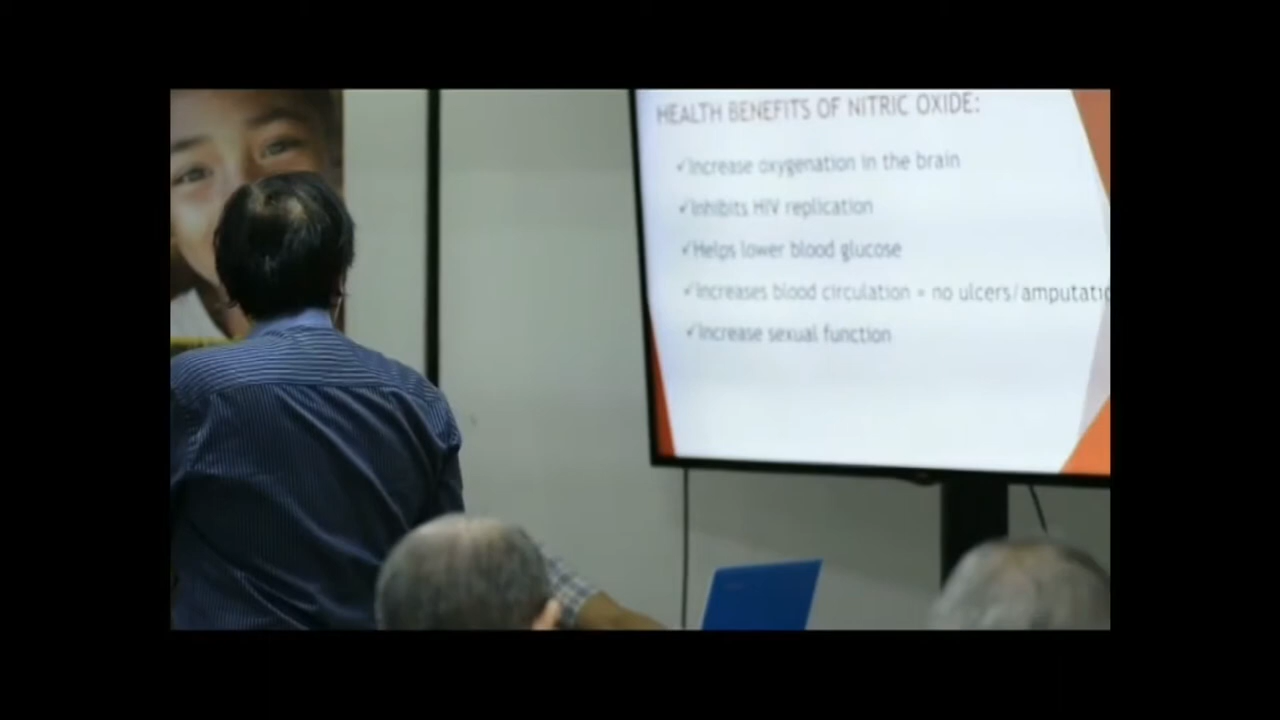 HEALTH BENEFITS OF NITRIC OXIDE:
✓Increase oxygenation in the brain
✓Inhibits HIV replication
✓Helps lower blood glucose
✓Increases blood circulation = no ulcers/amputatio
✓Increase sexual function